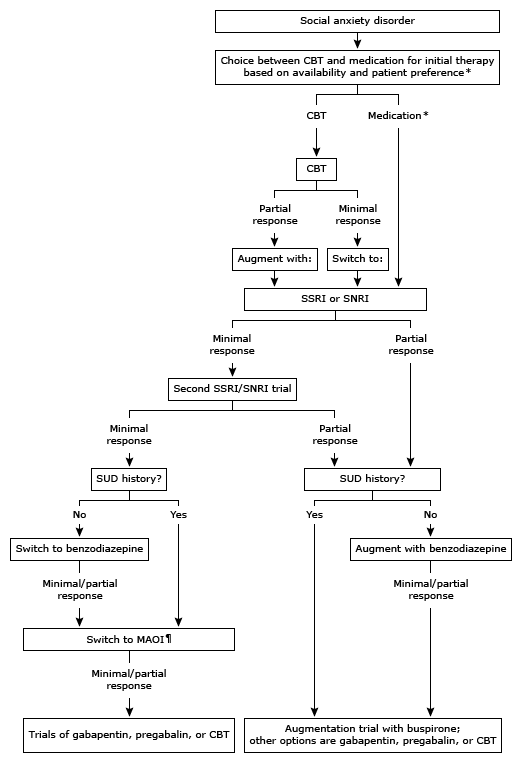 Social anxiety disorder
Choice between CBT and medication for initial therapy
based on availability and patient preference*
CBT
Medication*
CBT
Partial
response
Minimal
response
Augment with:
Switch to:
SSRI or SNRI
Minimal
response
Partial
response
Second SSRI/SNRI trial
Minimal
response
Partial
response
SUD history?
SUD history?
No
Yes
Yes
No
Switch to benzodiazepine
Augment with benzodiazepine
Minimal/partial
response
Minimal/partial
response
Switch to MAOI¶
Minimal/partial
response
Trials of gabapentin, pregabalin, or CBT
Augmentation trial with buspirone;
other options are gabapentin, pregabalin, or CBT